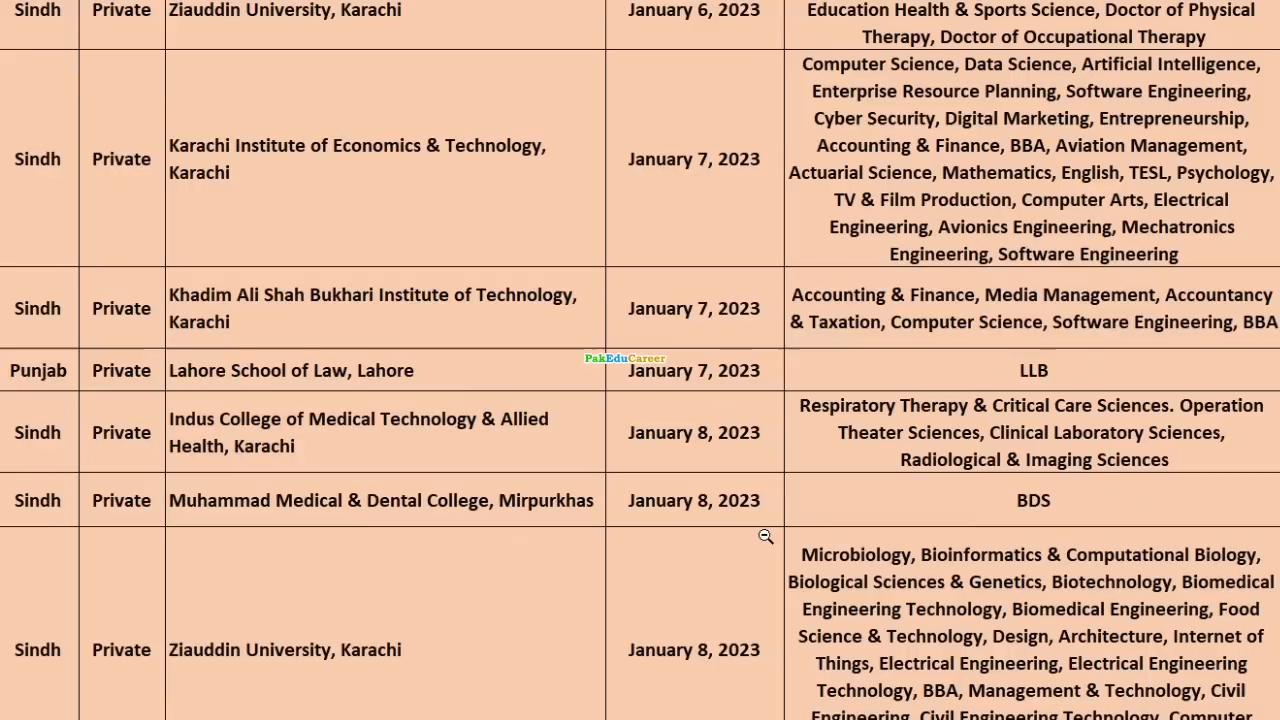 Sindh Private Ziauddin University, Karachi January 6, 2023 Education Health & Sports Science, Doctor of Physical
Therapy, Doctor of Occupational Therapy
Sindh Private Karachi Institute of Economics & Technology,
Karachi January 7, 2023 Computer Science, Data Science, Artificial Intelligence,
Enterprise Resource Planning, Software Engineering,
Cyber Security, Digital Marketing, Entrepreneurship,
Accounting & Finance, BBA, Aviation Management,
Actuarial Science, Mathematics, English, TESL, Psychology,
TV & Film Production, Computer Arts, Electrical
Engineering, Avionics Engineering, Mechatronics
Engineering, Software Engineering
Sindh Private Khadim Ali Shah Bukhari Institute of Technology,
Karachi January 7, 2023 Accounting & Finance, Media Management, Accountancy
& Taxation, Computer Science, Software Engineering, BBA
PakEduCareer
Punjab Private Lahore School of Law, Lahore January 7, 2023 LLB
Sindh Private Indus College of Medical Technology & Allied
Health, Karachi January 8, 2023 Respiratory Therapy & Critical Care Sciences. Operation
Theater Sciences, Clinical Laboratory Sciences,
Radiological & Imaging Sciences
Sindh Private Muhammad Medical & Dental College, Mirpurkhas January 8, 2023 BDS
Sindh Private Ziauddin University, Karachi January 8, 2023 Microbiology, Bioinformatics & Computational Biology,
Biological Sciences & Genetics, Biotechnology, Biomedical
Engineering Technology, Biomedical Engineering, Food
Science & Technology, Design, Architecture, Internet of
Things, Electrical Engineering, Electrical Engineering
Technology, BBA, Management & Technology, Civil
Engineering, Civil Engineering Technology, Computer